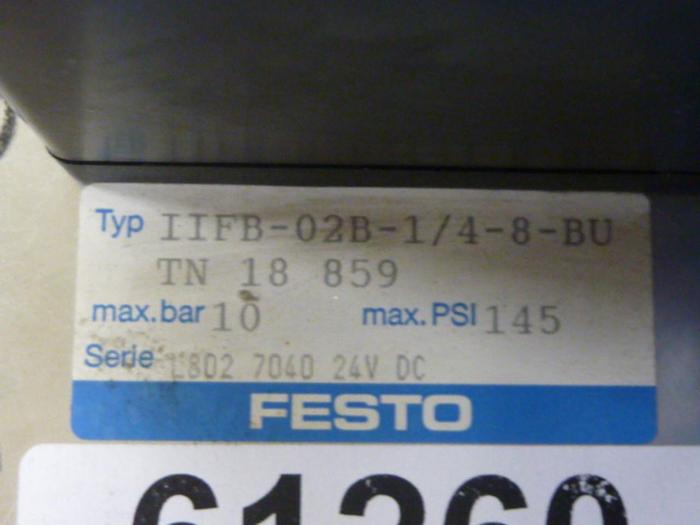 Typ IIFB-02B-1/4-8-BU
TN 18 859
max.bar 10 max.PSI 145
Serie L802 7040 24V DC
FESTO
61260